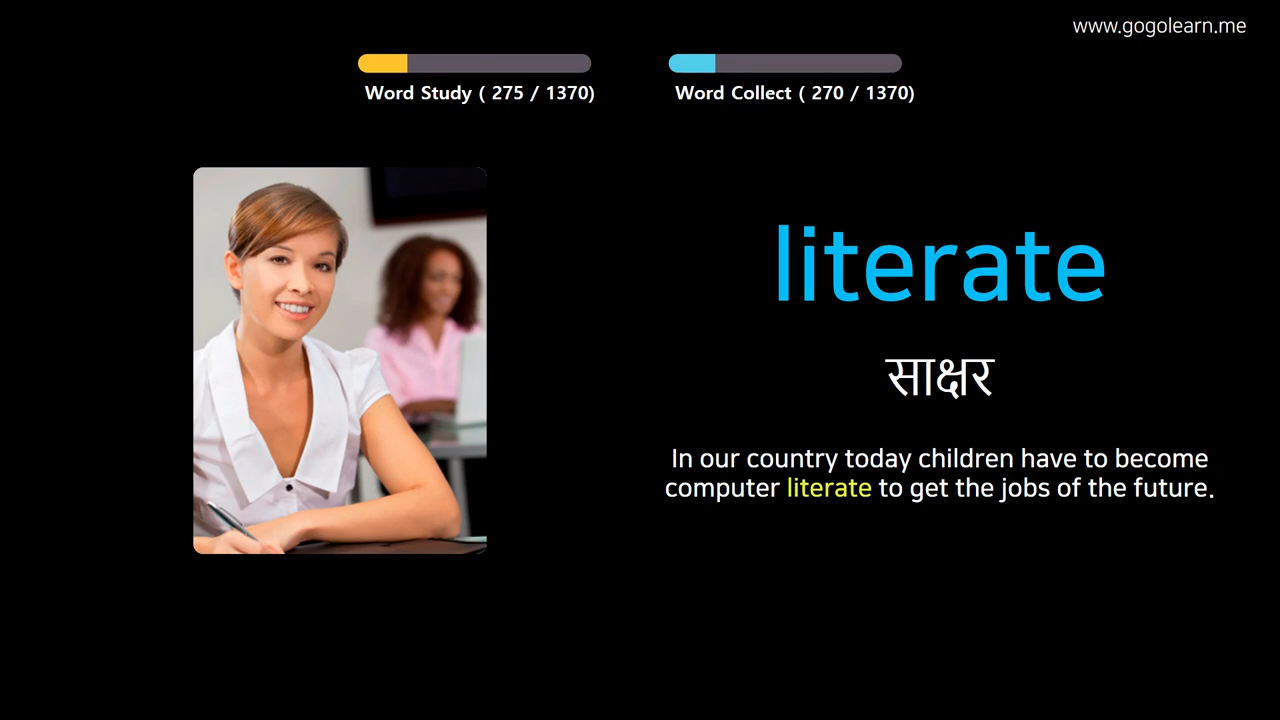 www.gogolearn.me
Word Study ( 275 / 1370)
Word Collect ( 270 / 1370)
literate
साक्षर
In our country today children have to become
computer literate to get the jobs of the future.